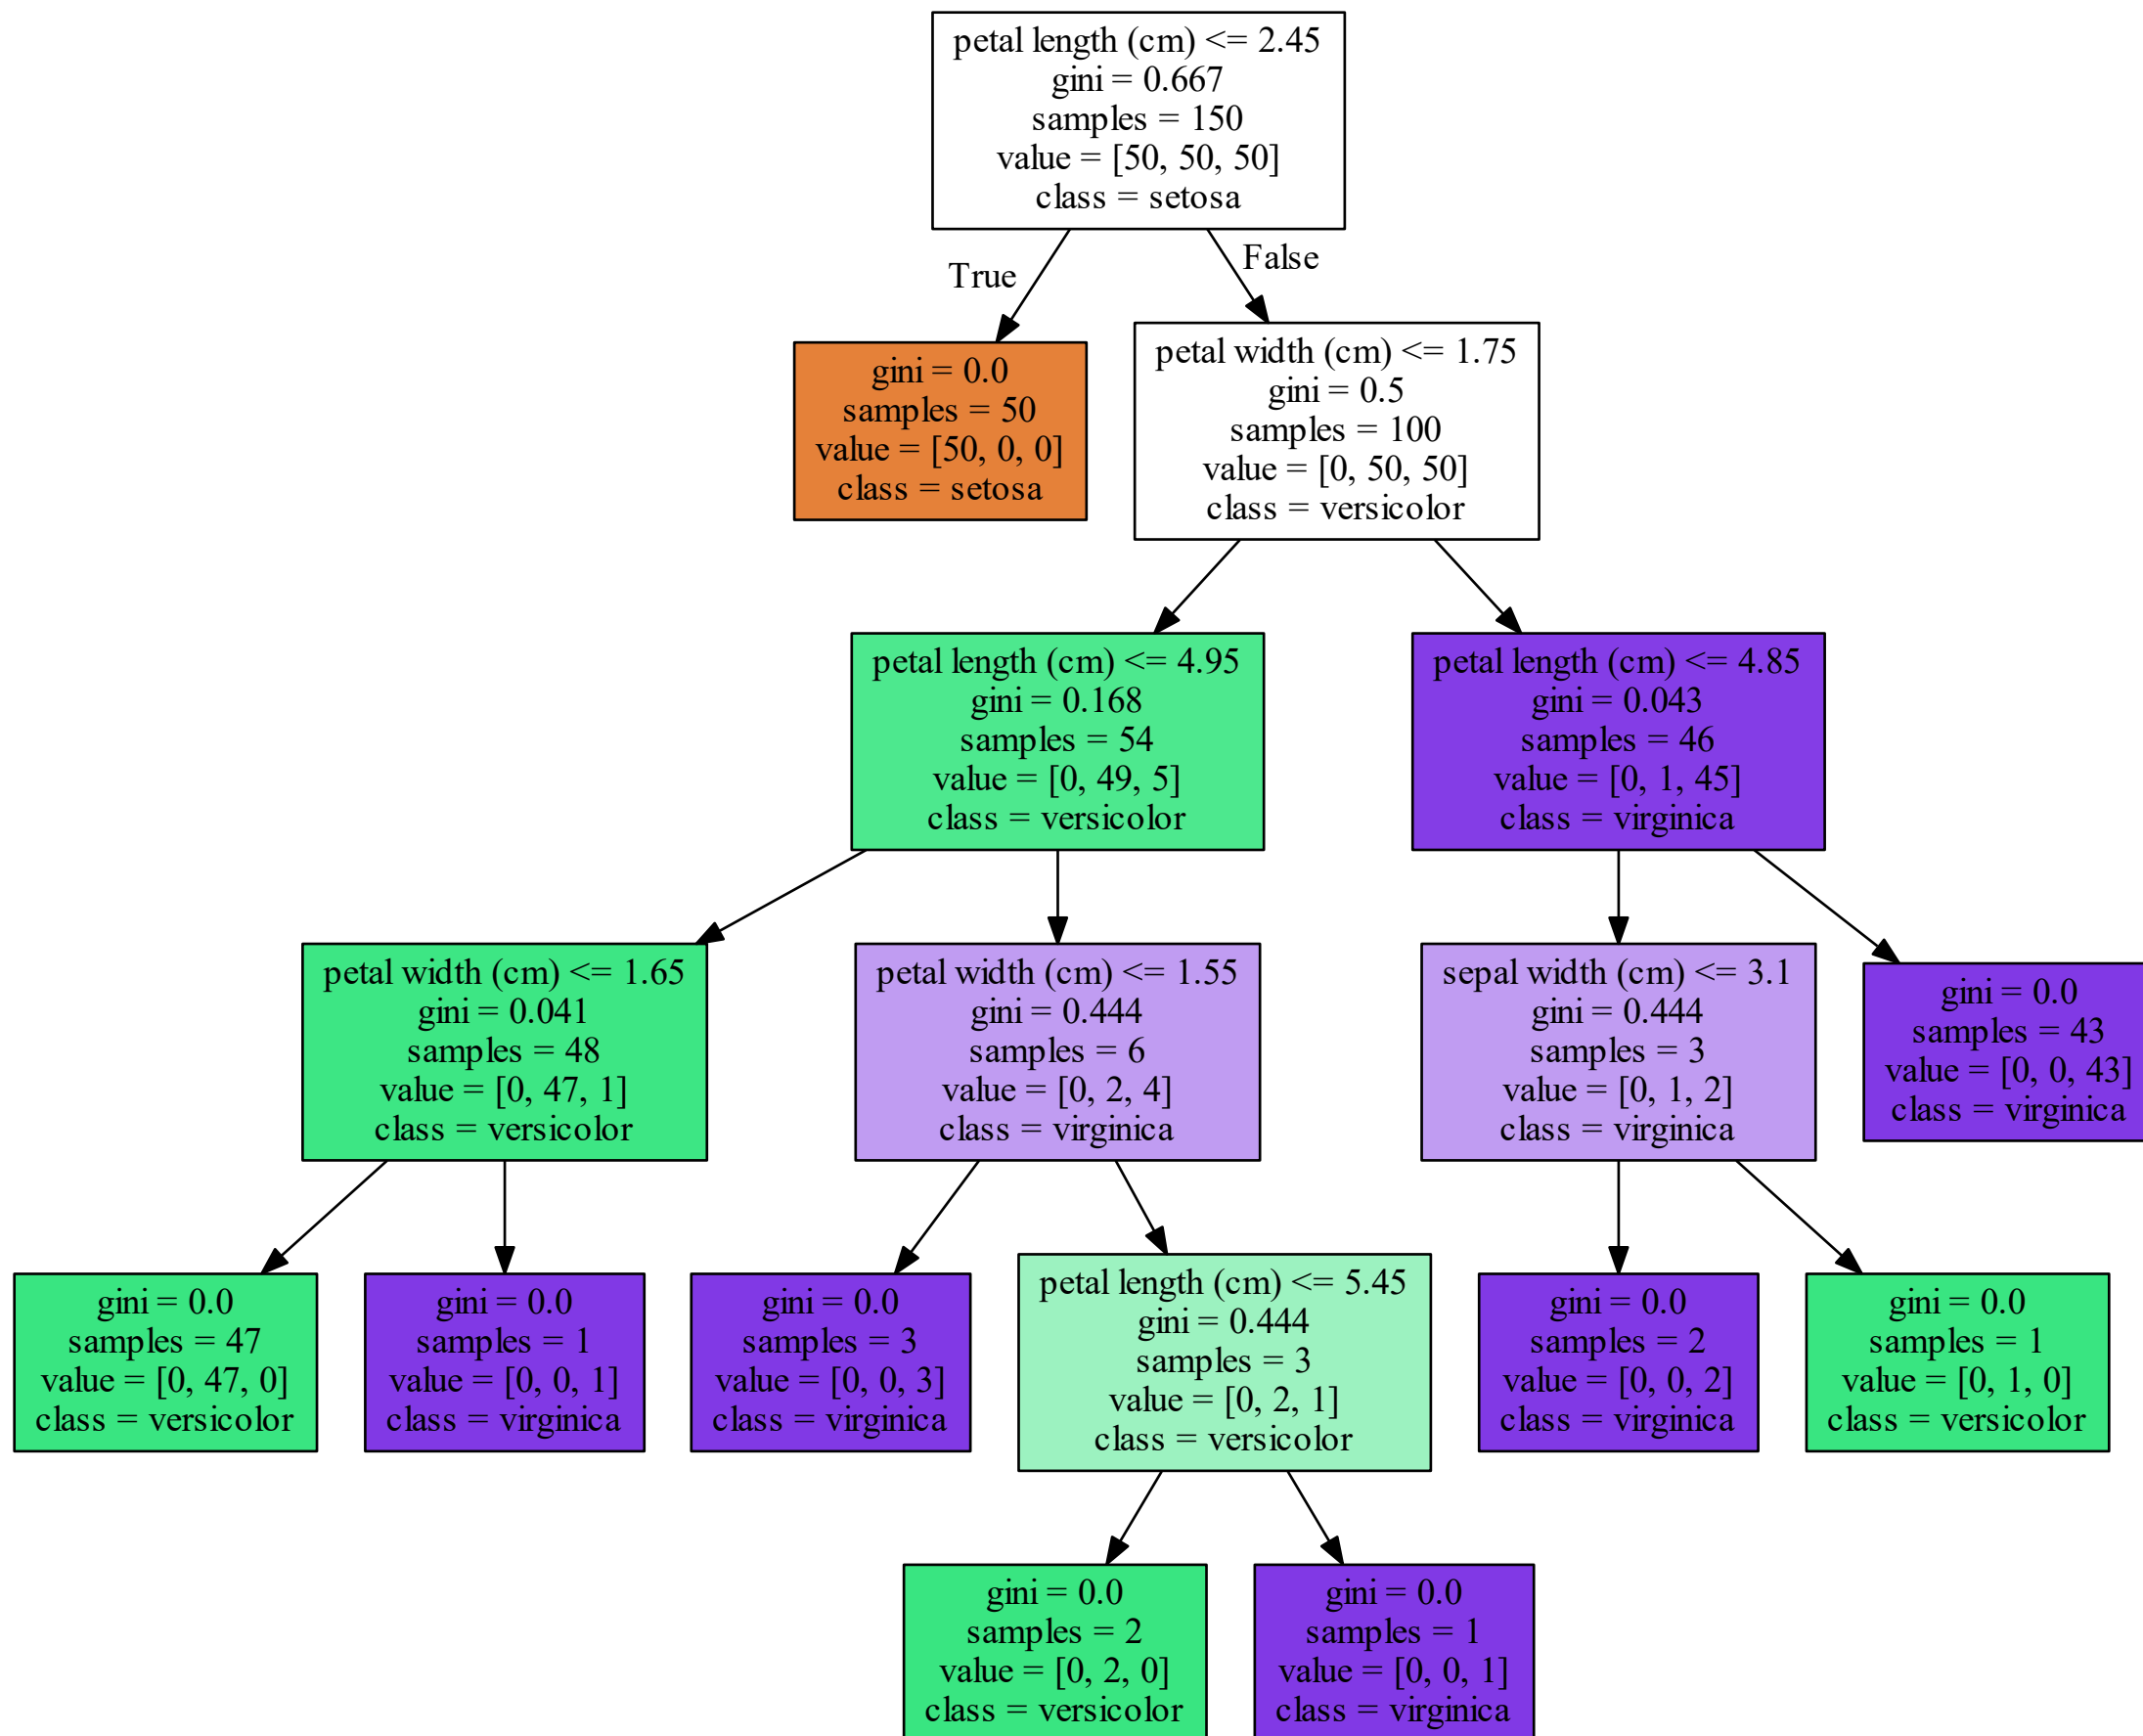 petal length (cm) <= 2.45
gini = 0.667
samples = 150
value = [50, 50, 50]
class = setosa
True
False
gini = 0.0
samples = 50
value = [50, 0, 0]
class = setosa
petal width (cm) <= 1.75
gini = 0.5
samples = 100
value = [0, 50, 50]
class = versicolor
petal length (cm) <= 4.95
gini = 0.168
samples = 54
value = [0, 49, 5]
class = versicolor
petal length (cm) <= 4.85
gini = 0.043
samples = 46
value = [0, 1, 45]
class = virginica
petal width (cm) <= 1.65
gini = 0.041
samples = 48
value = [0, 47, 1]
class = versicolor
petal width (cm) <= 1.55
gini = 0.444
samples = 6
value = [0, 2, 4]
class = virginica
sepal width (cm) <= 3.1
gini = 0.444
samples = 3
value = [0, 1, 2]
class = virginica
gini = 0.0
samples = 43
value = [0, 0, 43]
class = virginica
gini = 0.0
samples = 47
value = [0, 47, 0]
class = versicolor
gini = 0.0
samples = 1
value = [0, 0, 1]
class = virginica
gini = 0.0
samples = 3
value = [0, 0, 3]
class = virginica
petal length (cm) <= 5.45
gini = 0.444
samples = 3
value = [0, 2, 1]
class = versicolor
gini = 0.0
samples = 2
value = [0, 0, 2]
class = virginica
gini = 0.0
samples = 1
value = [0, 1, 0]
class = versicolor
gini = 0.0
samples = 2
value = [0, 2, 0]
class = versicolor
gini = 0.0
samples = 1
value = [0, 0, 1]
class = virginica